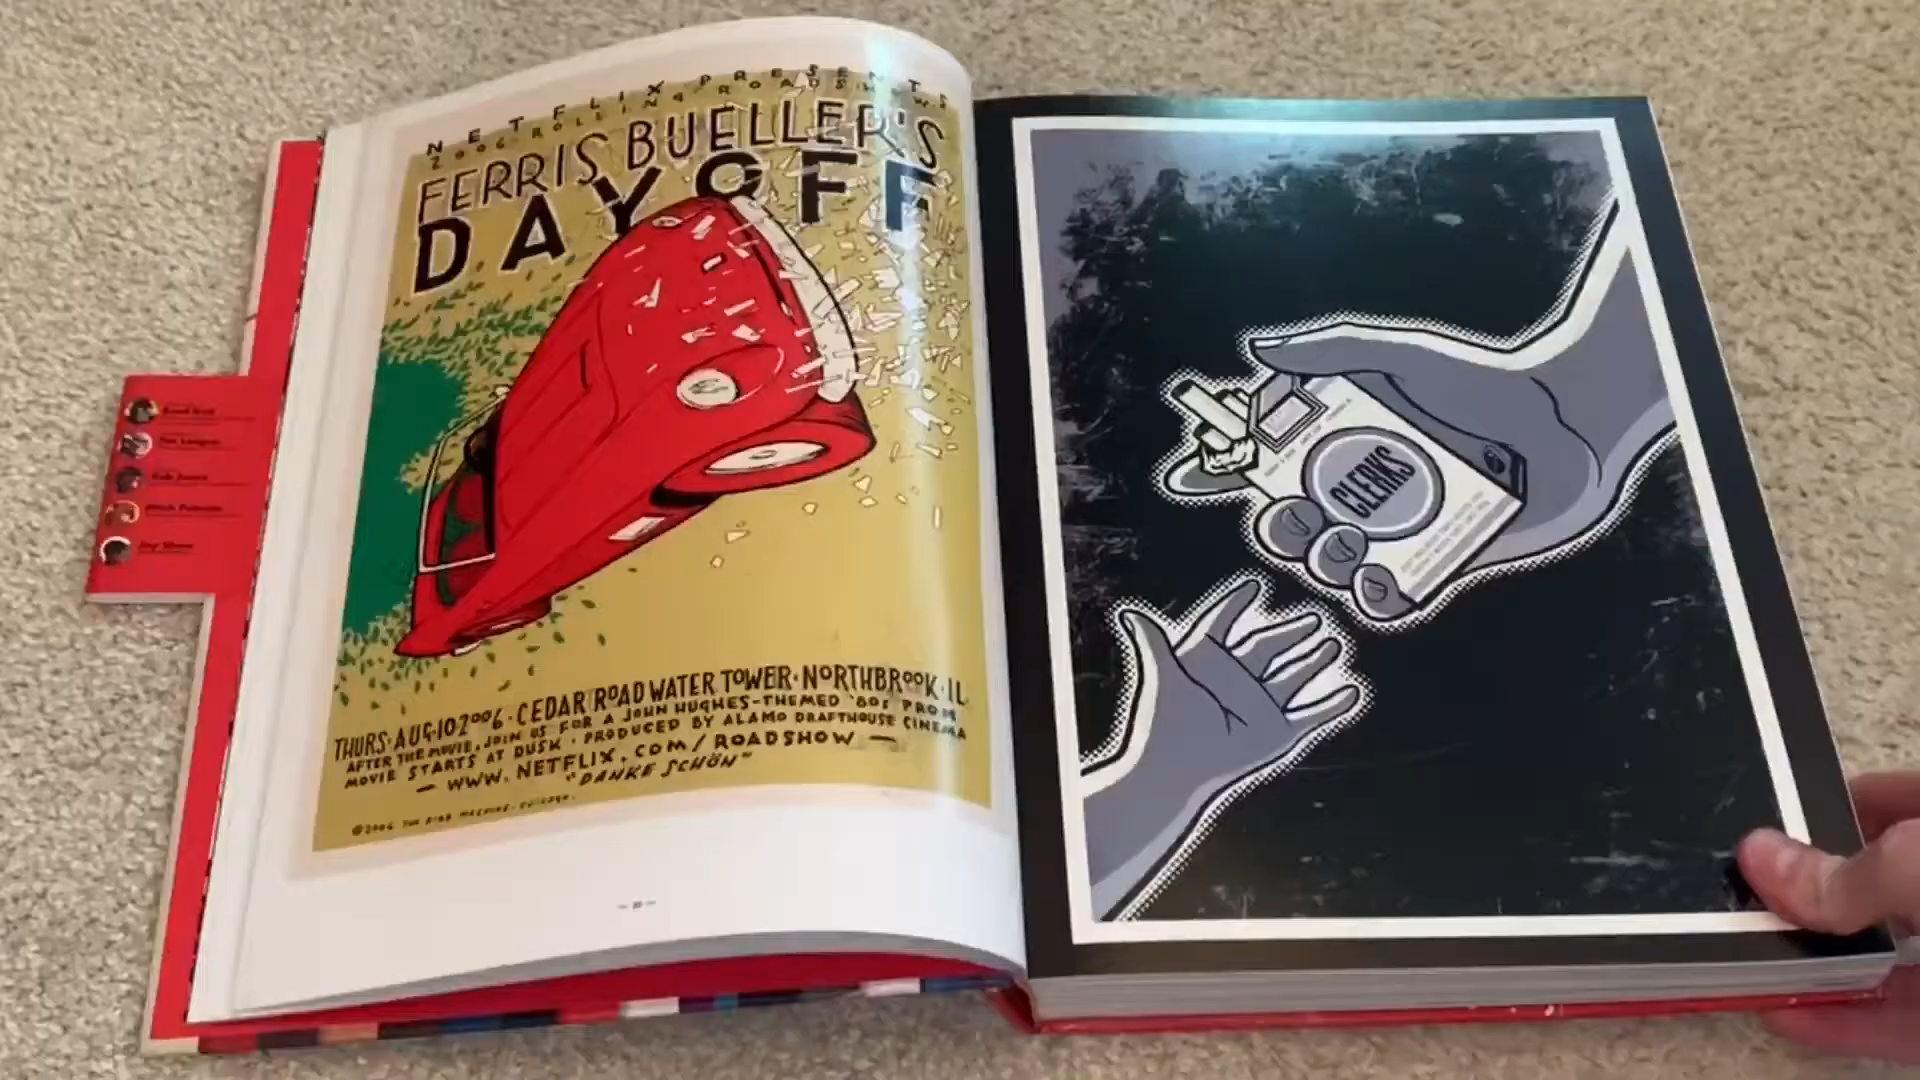 NETFLIX PRESENTS
2006 ROLLING ROADSHOW
FERRIS BUELLER'S
DAY OFF
THURS·AUG·10·2006·CEDAR ROAD WATER TOWER·NORTHBROOK·IL
AFTER THE MOVIE, JOIN US FOR A JOHN HUGHES-THEMED '80S PROM
MOVIE STARTS AT DUSK · PRODUCED BY ALAMO DRAFTHOUSE CINEMA
— WWW.NETFLIX.COM/ROADSHOW —
"DANKE SCHÖN"
©2006 THE BIRD MACHINE, CHICAGO.
CLERKS